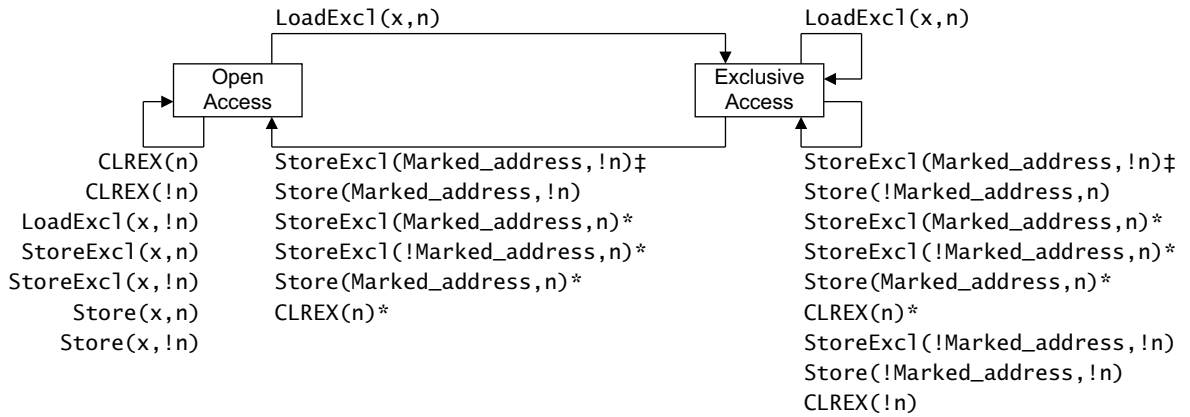 LoadExcl(x,n)
LoadExcl(x,n)
Open
Access
Exclusive
Access
CLREX(n)
CLREX(!n)
LoadExcl(x,!n)
StoreExcl(x,n)
StoreExcl(x,!n)
Store(x,n)
Store(x,!n)
StoreExcl(Marked_address,!n)‡
Store(Marked_address,!n)
StoreExcl(Marked_address,n)*
StoreExcl(!Marked_address,n)*
Store(Marked_address,n)*
CLREX(n)*
StoreExcl(Marked_address,!n)‡
Store(!Marked_address,n)
StoreExcl(Marked_address,n)*
StoreExcl(!Marked_address,n)*
Store(Marked_address,n)*
CLREX(n)*
StoreExcl(!Marked_address,!n)
Store(!Marked_address,!n)
CLREX(!n)